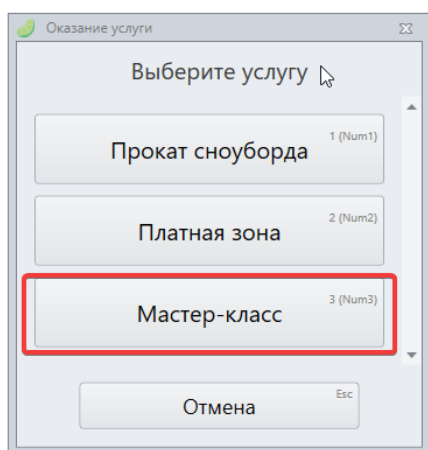 Оказание услуги
Выберите услугу
1 (Num1)
Прокат сноуборда
2 (Num2)
Платная зона
3 (Num3)
Мастер-класс
Esc
Отмена